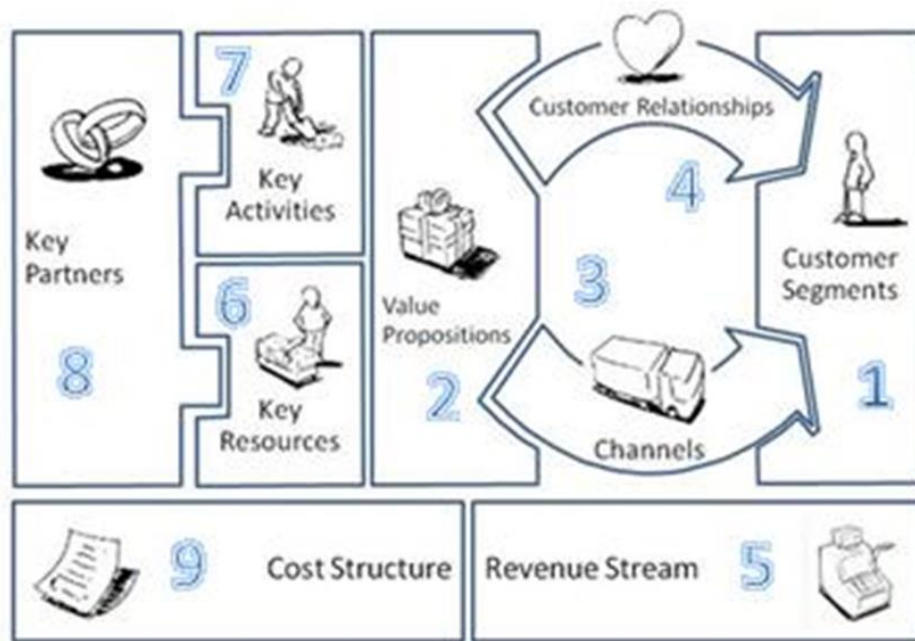 7
Key
Activities
Key
Partners
8
6
Key
Resources
Value
Propositions
2
Customer Relationships
4
3
Channels
Customer
Segments
1
9
Cost Structure
Revenue Stream
5